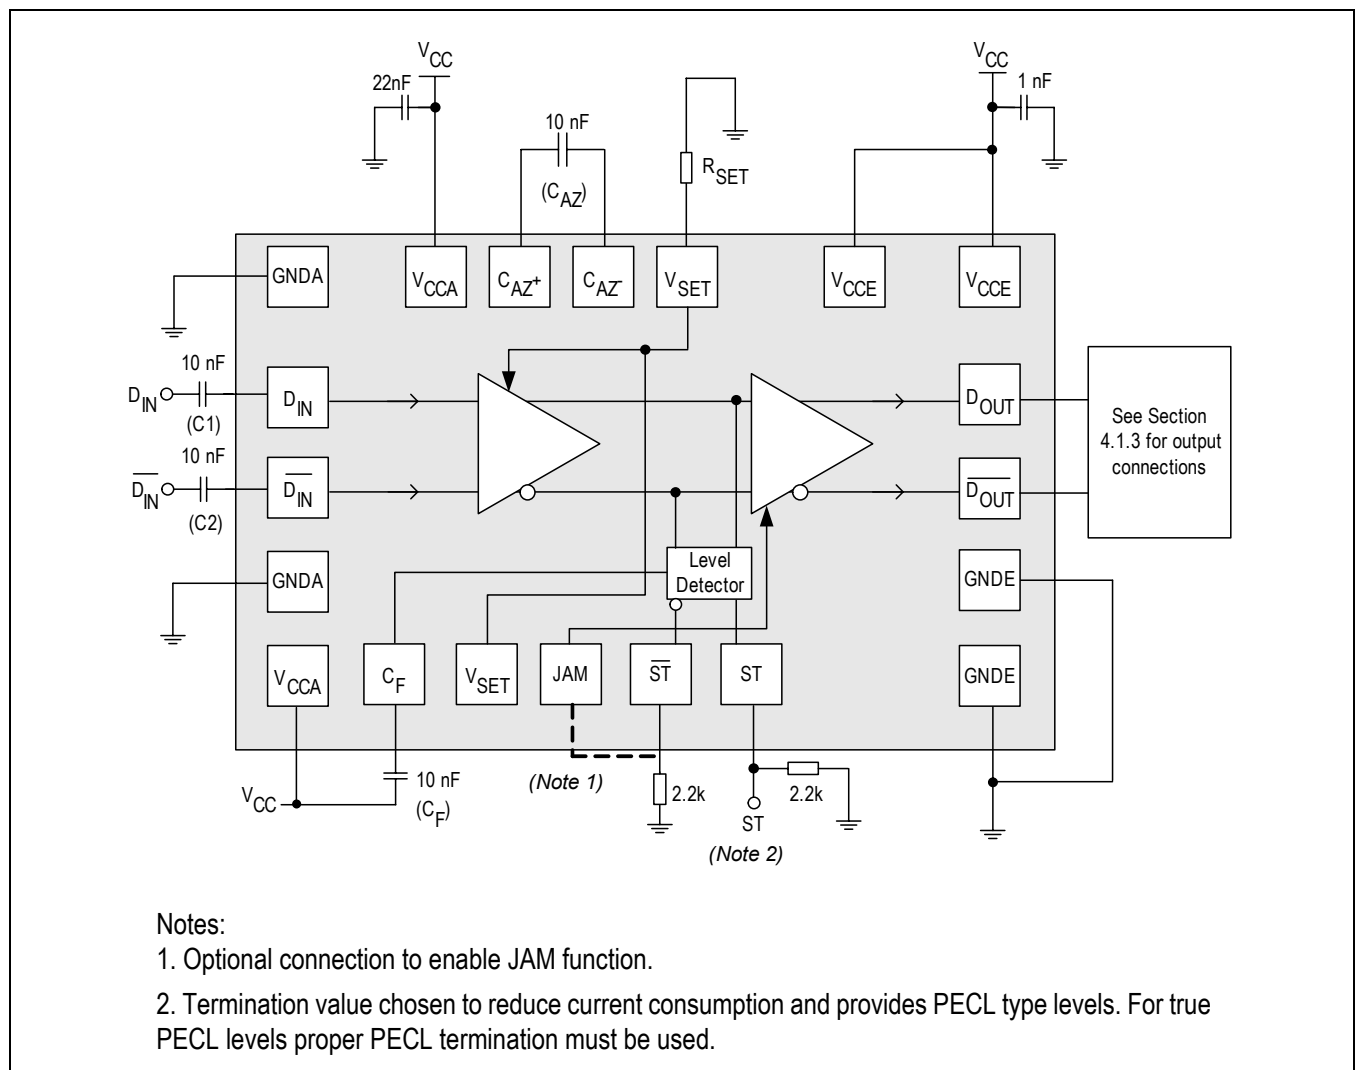 VCC
VCC
22nF
1 nF
10 nF
(CAZ)
RSET
GNDA
VCCA
CAZ+
CAZ-
VSET
VCCE
VCCE
10 nF
DIN
(C1)
DIN
DOUT
See Section
4.1.3 for output
connections
10 nF
DIN
(C2)
DIN
DOUT
Level
Detector
GNDA
GNDE
VCCA
CF
VSET
JAM
ST
ST
GNDE
VCC
10 nF
(CF)
(Note 1)
2.2k
2.2k
ST
(Note 2)
Notes:
1. Optional connection to enable JAM function.
2. Termination value chosen to reduce current consumption and provides PECL type levels. For true
PECL levels proper PECL termination must be used.